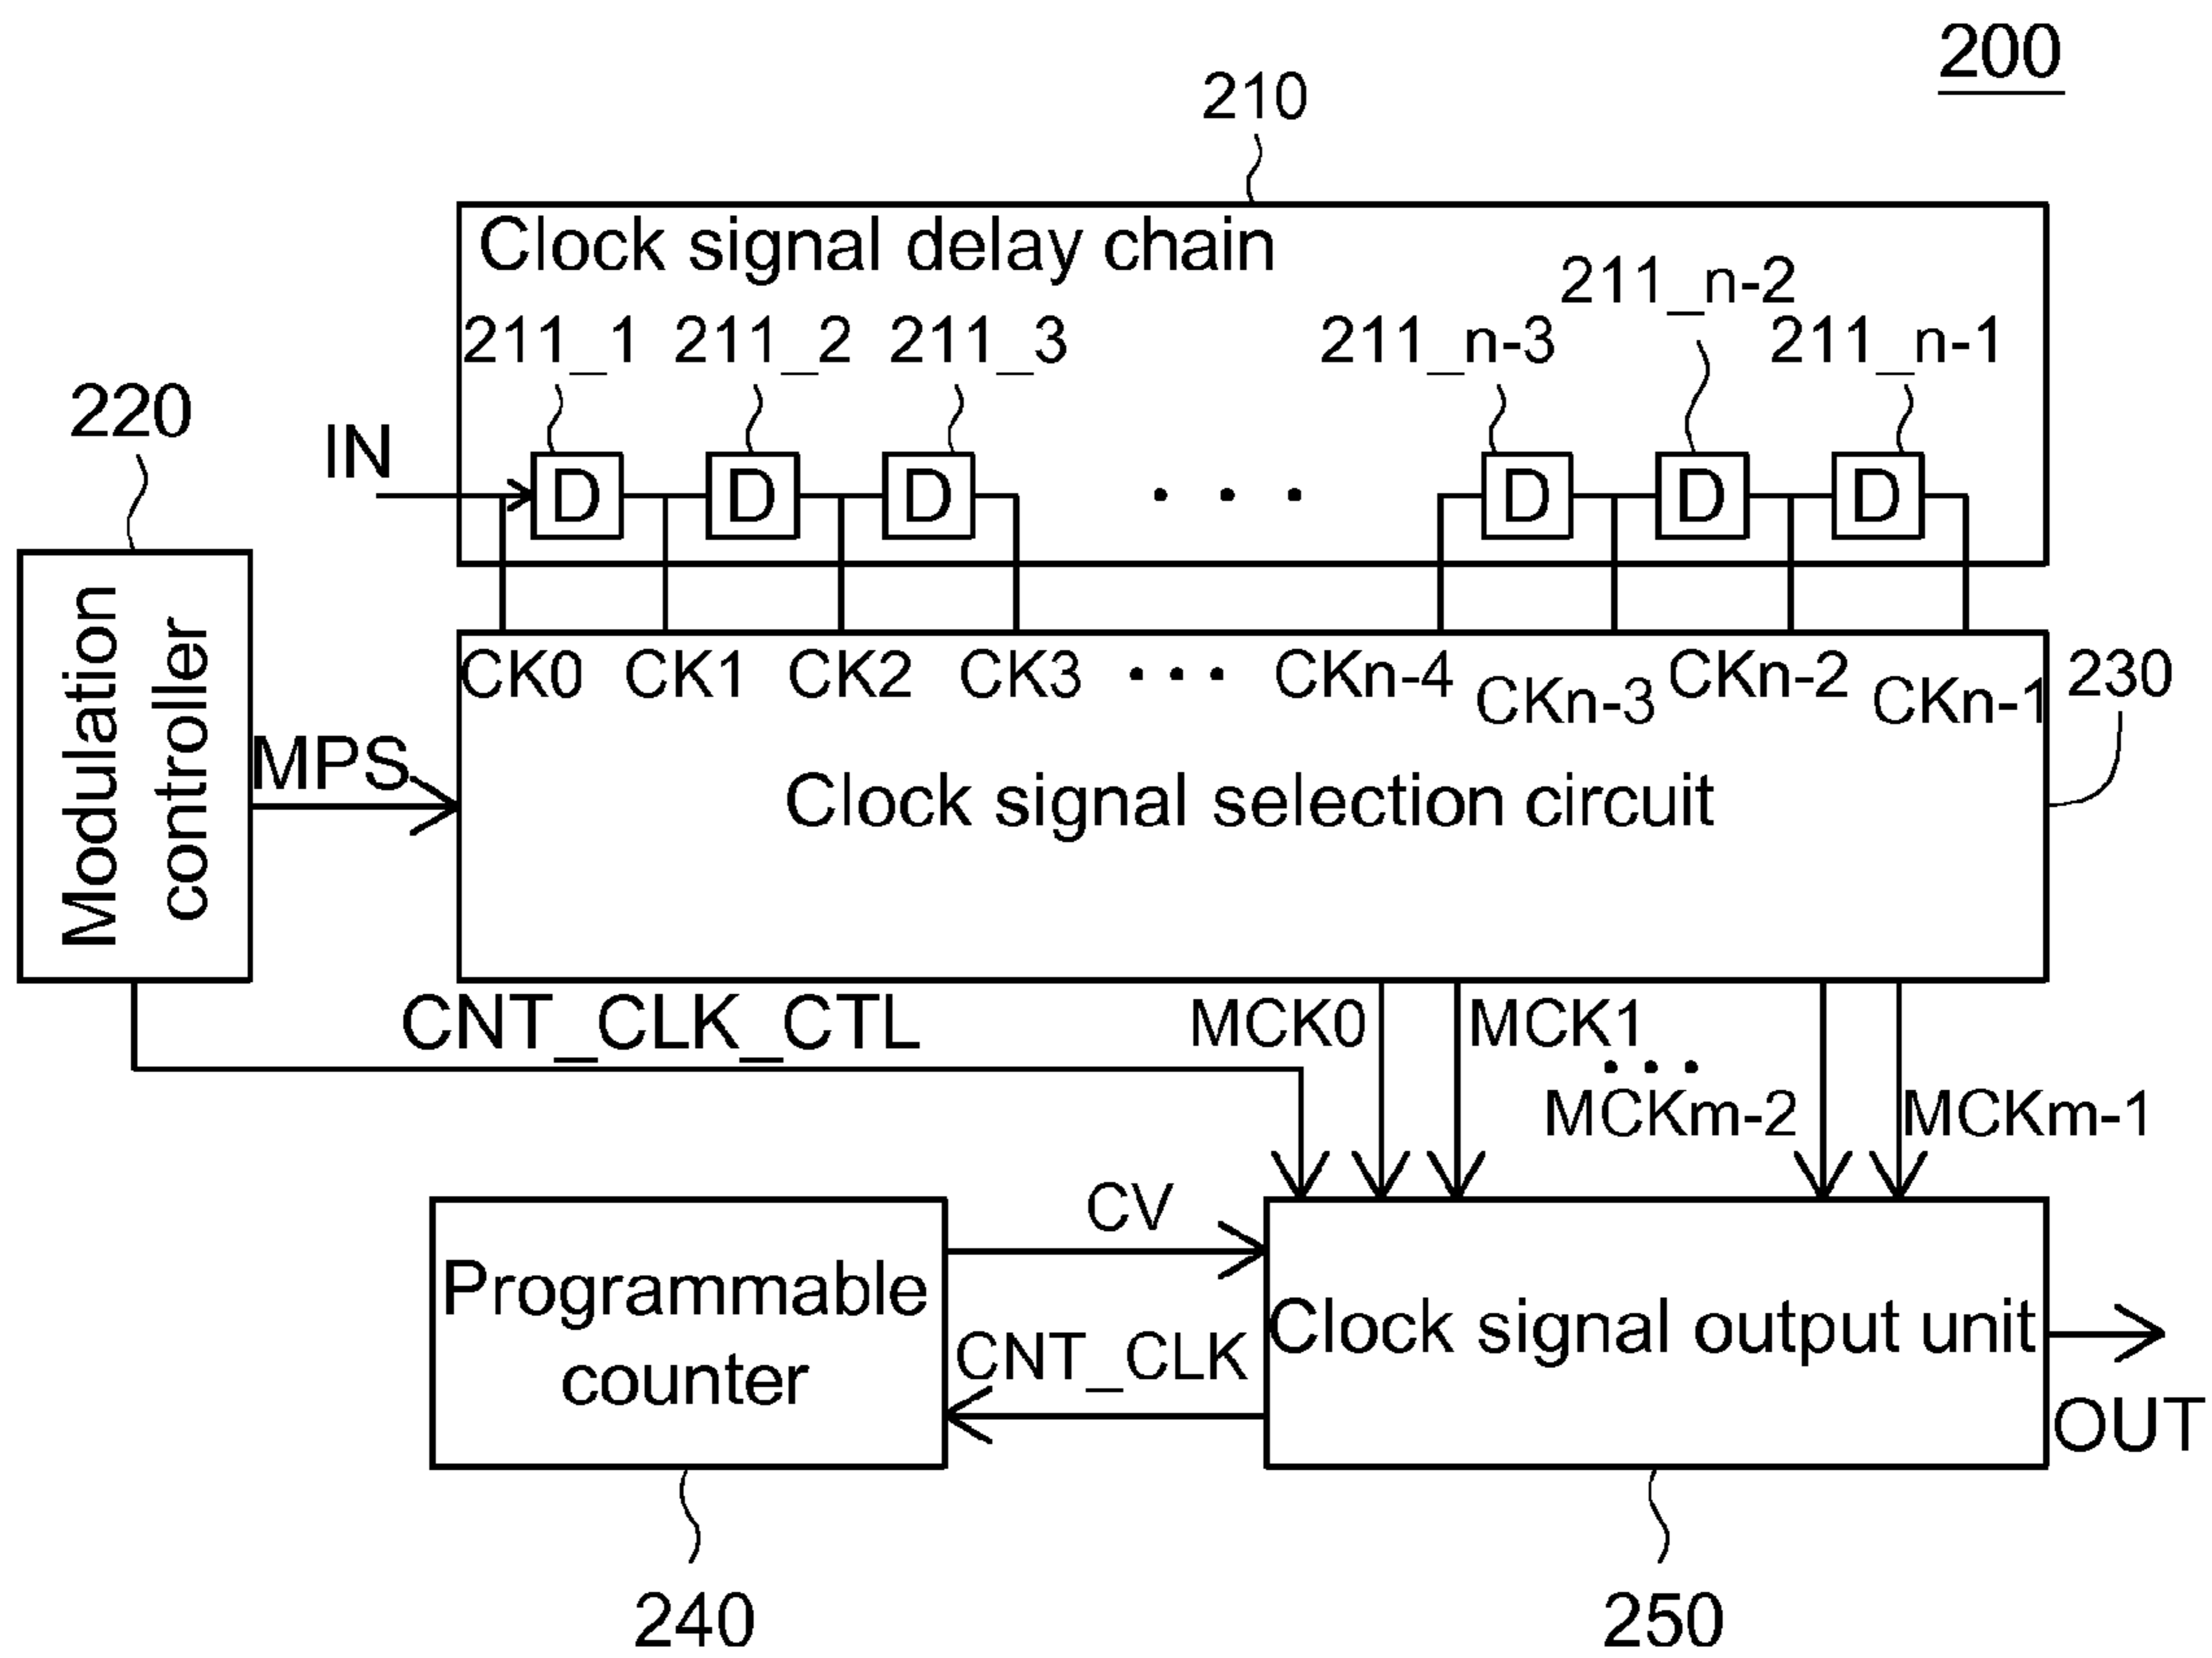 200
210
Clock signal delay chain
211_n-2
211_1 211_2 211_3 211_n-3 211_n-1
220
IN
D D D • • • D D D
Modulation
controller
CK0 CK1 CK2 CK3 ••• CKn-4 CKn-3 CKn-2 CKn-1
230
MPS
Clock signal selection circuit
CNT_CLK_CTL
MCK0 MCK1
•••
MCKm-2 MCKm-1
CV
Programmable
counter
CNT_CLK
Clock signal output unit
OUT
240
250